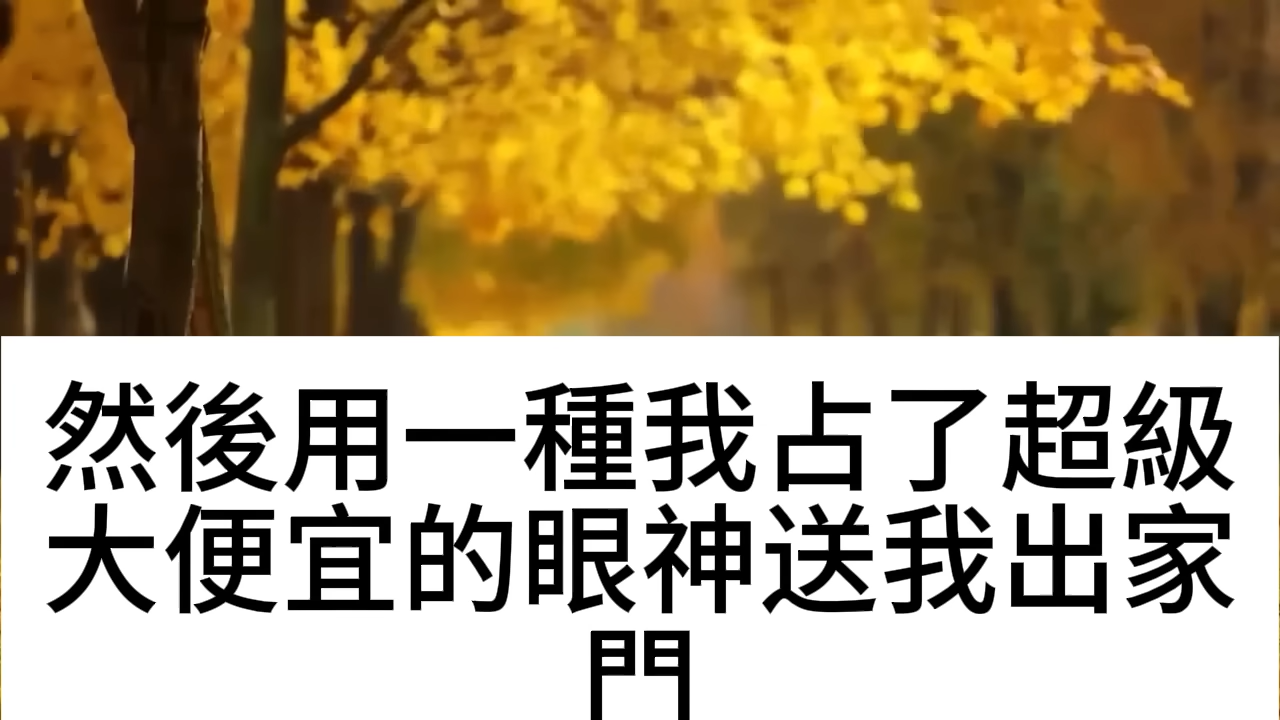 然後用一種我占了超級
大便宜的眼神送我出家
門